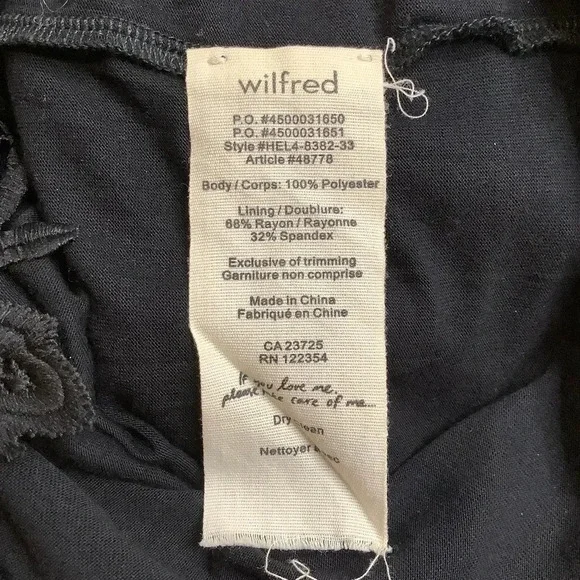 wilfred
P.O. #4500031650
P.O. #4500031651
Style #HEL4-8382-33
Article #48778
Body / Corps: 100% Polyester
Lining / Doublure:
68% Rayon / Rayonne
32% Spandex
Exclusive of trimming
Garniture non comprise
Made in China
Fabriqué en Chine
CA 23725
RN 122354
If you love me,
please care of me...
Dry
Nettoyer